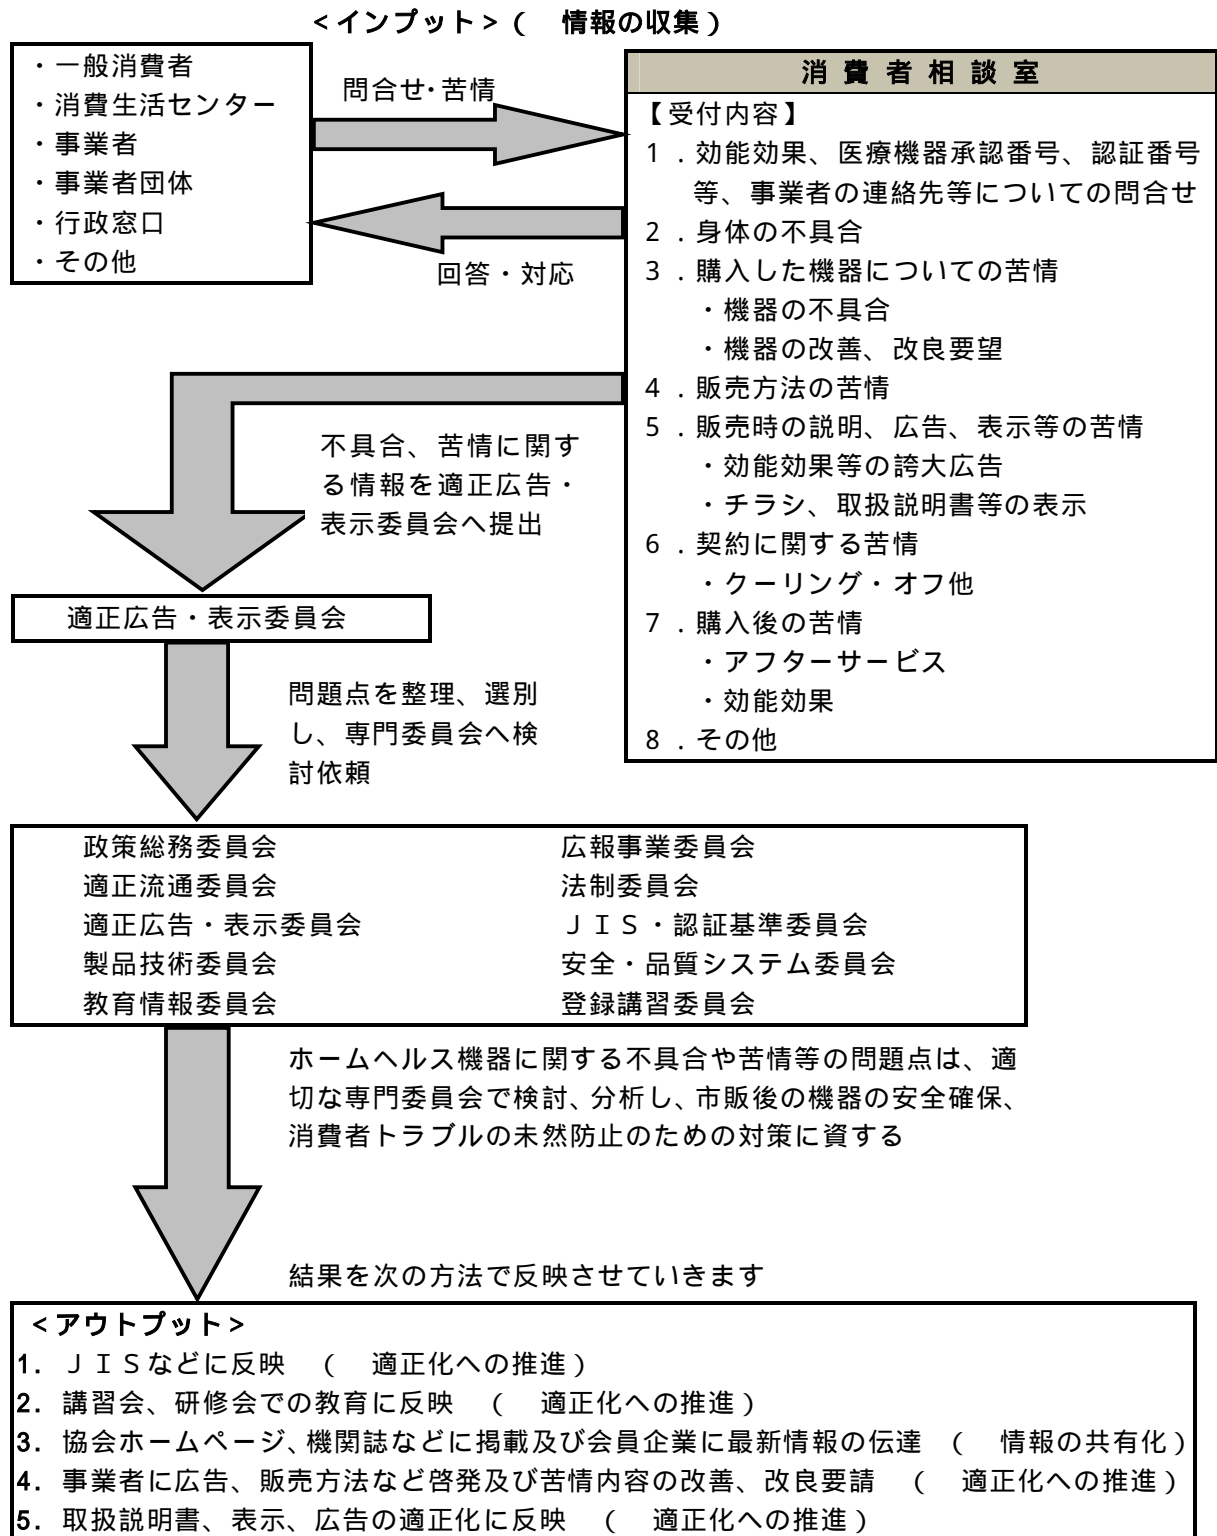 ＜インプット＞（　情報の収集）
・一般消費者
・消費生活センター
・事業者
・事業者団体
・行政窓口
・その他
問合せ・苦情
回答・対応
消費者相談室
【受付内容】
1．効能効果、医療機器承認番号、認証番号
等、事業者の連絡先等についての問合せ
2．身体の不具合
3．購入した機器についての苦情
・機器の不具合
・機器の改善、改良要望
4．販売方法の苦情
5．販売時の説明、広告、表示等の苦情
・効能効果等の誇大広告
・チラシ、取扱説明書等の表示
6．契約に関する苦情
・クーリング・オフ他
7．購入後の苦情
・アフターサービス
・効能効果
8．その他
不具合、苦情に関す
る情報を適正広告・
表示委員会へ提出
適正広告・表示委員会
問題点を整理、選別
し、専門委員会へ検
討依頼
政策総務委員会　広報事業委員会
適正流通委員会　法制委員会
適正広告・表示委員会　ＪＩＳ・認証基準委員会
製品技術委員会　安全・品質システム委員会
教育情報委員会　登録講習委員会
ホームヘルス機器に関する不具合や苦情等の問題点は、適
切な専門委員会で検討、分析し、市販後の機器の安全確保、
消費者トラブルの未然防止のための対策に資する
結果を次の方法で反映させていきます
＜アウトプット＞
1．ＪＩＳなどに反映　（　適正化への推進）
2．講習会、研修会での教育に反映　（　適正化への推進）
3．協会ホームページ、機関誌などに掲載及び会員企業に最新情報の伝達　（　情報の共有化）
4．事業者に広告、販売方法など啓発及び苦情内容の改善、改良要請　（　適正化への推進）
5．取扱説明書、表示、広告の適正化に反映　（　適正化への推進）